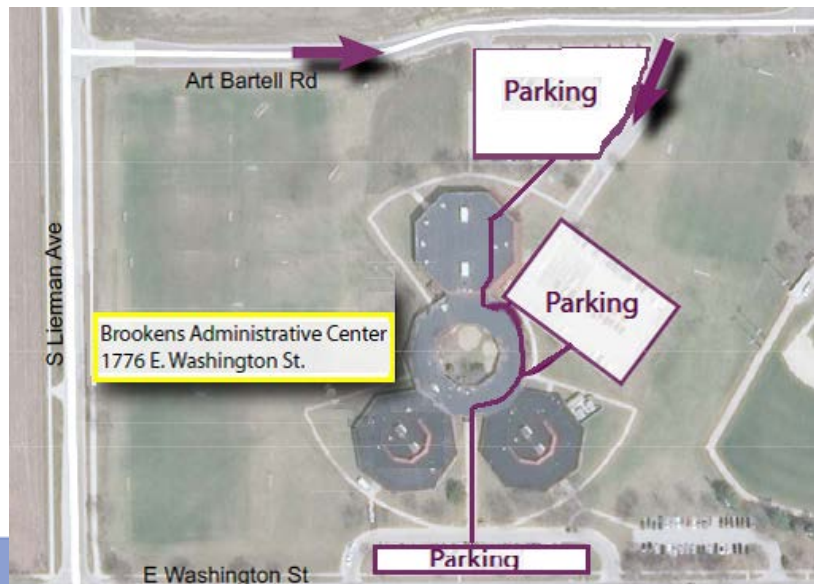 Art Bartell Rd
Parking
S Lierman Ave
Parking
Brookens Administrative Center
1776 E. Washington St.
Parking
E Washington St